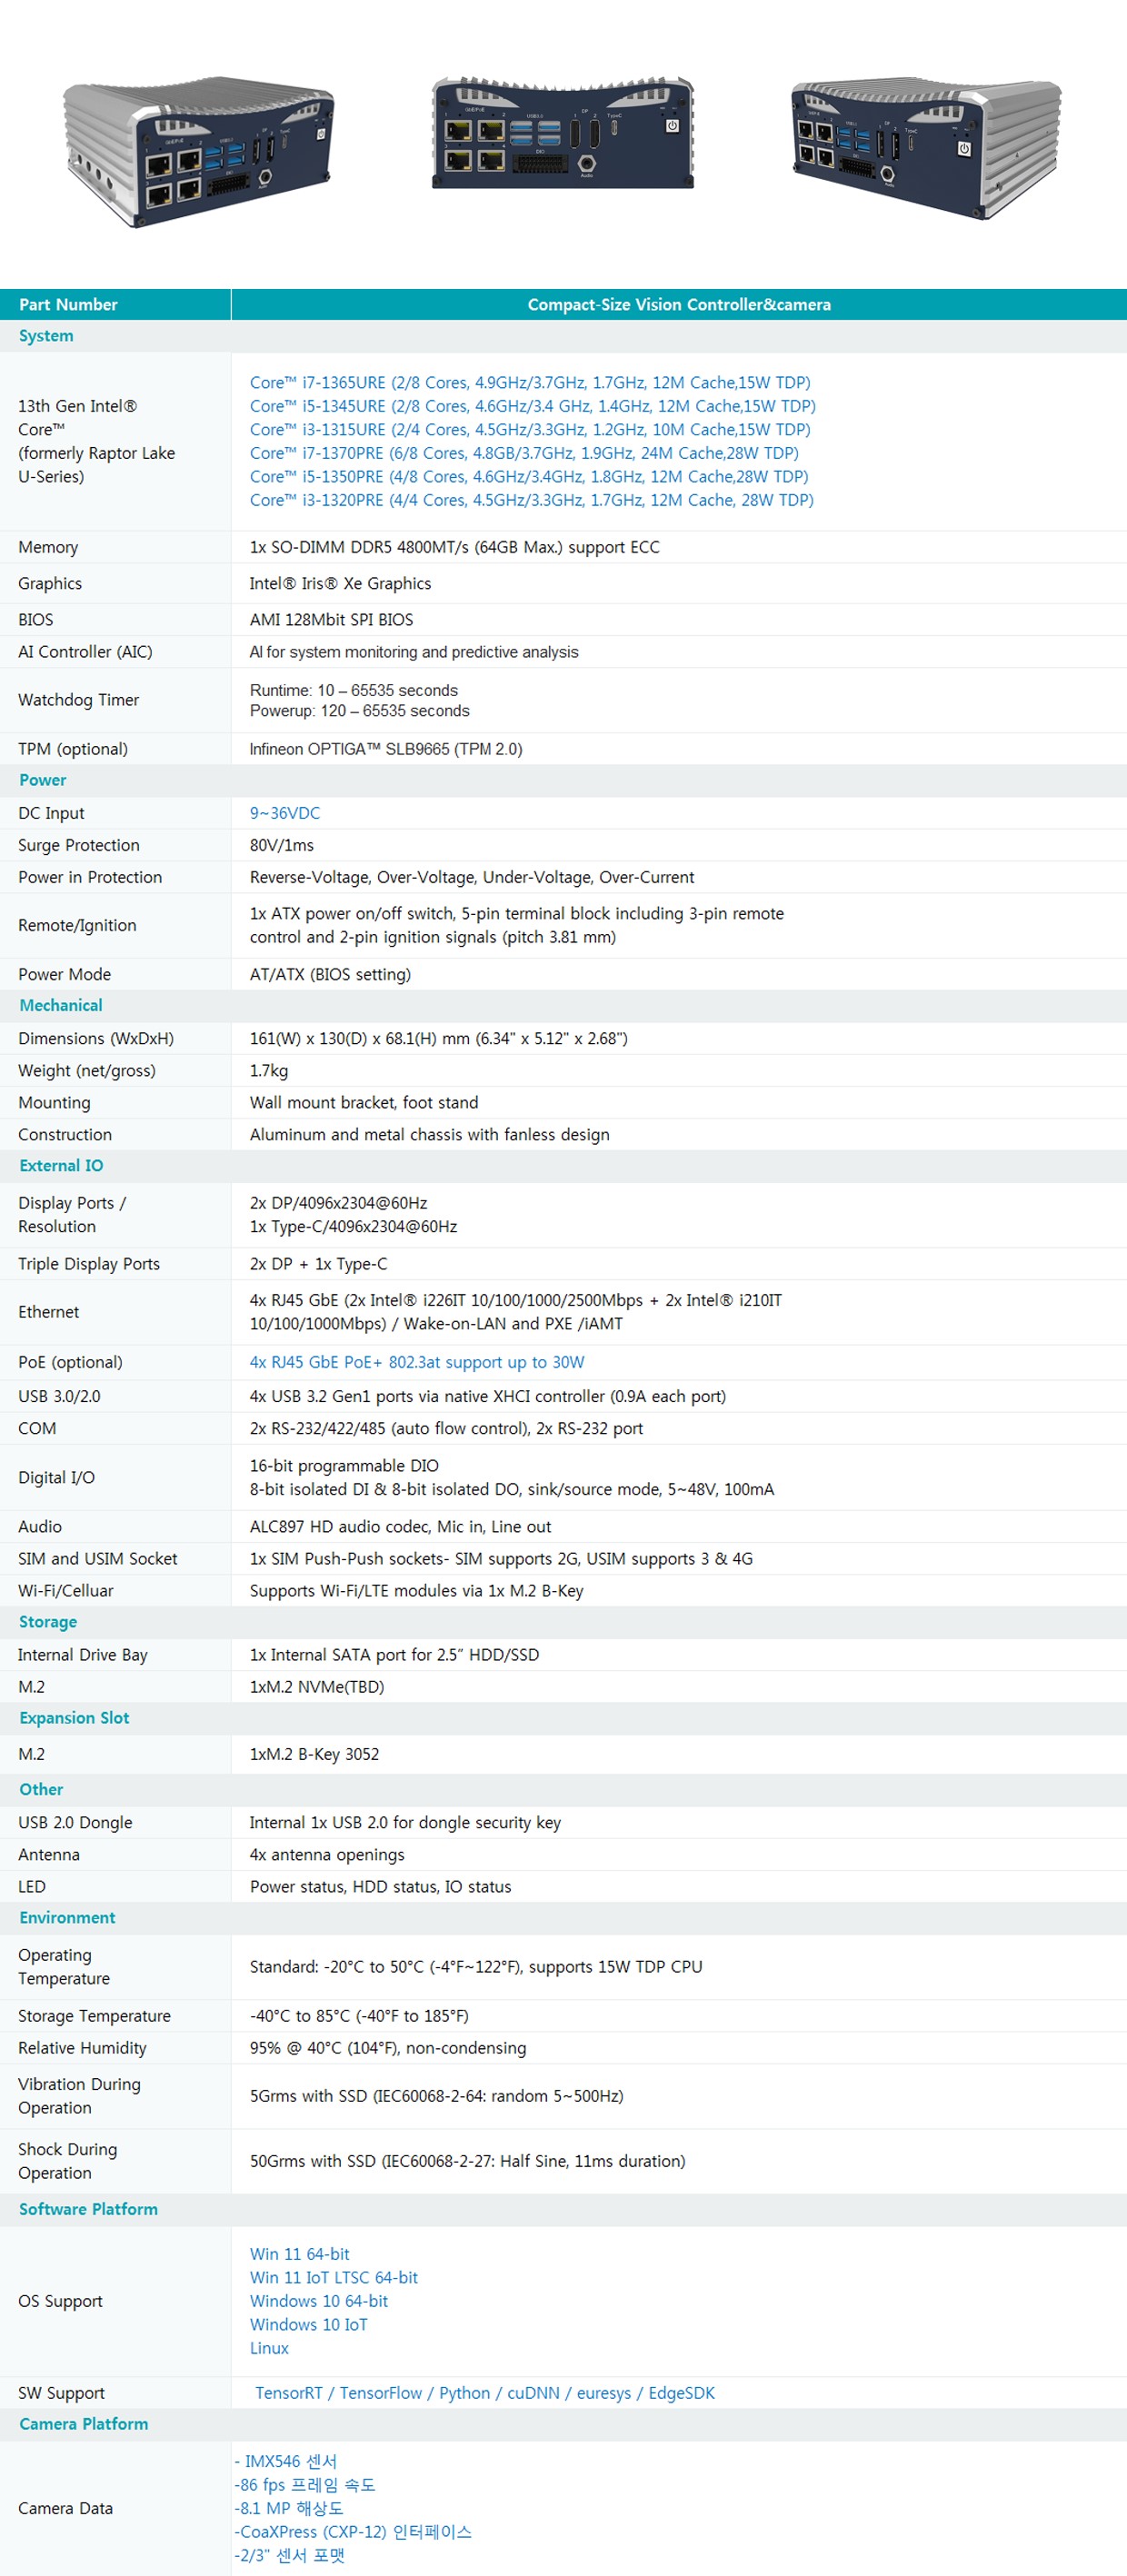 GbE/PoE
USB3.0
DP
Type-C
DIO
Audio
GbE/PoE
1
2
3
4
USB3.0
DP
1
2
Type-C
DIO
Audio
USB3.0
DP
Type-C
DIO
Audio
Part Number
Compact-Size Vision Controller&camera
System
13th Gen Intel®
Core™
(formerly Raptor Lake
U-Series)
Core™ i7-1365URE (2/8 Cores, 4.9GHz/3.7GHz, 1.7GHz, 12M Cache,15W TDP)
Core™ i5-1345URE (2/8 Cores, 4.6GHz/3.4 GHz, 1.4GHz, 12M Cache,15W TDP)
Core™ i3-1315URE (2/4 Cores, 4.5GHz/3.3GHz, 1.2GHz, 10M Cache,15W TDP)
Core™ i7-1370PRE (6/8 Cores, 4.8GB/3.7GHz, 1.9GHz, 24M Cache,28W TDP)
Core™ i5-1350PRE (4/8 Cores, 4.6GHz/3.4GHz, 1.8GHz, 12M Cache,28W TDP)
Core™ i3-1320PRE (4/4 Cores, 4.5GHz/3.3GHz, 1.7GHz, 12M Cache, 28W TDP)
Memory
1x SO-DIMM DDR5 4800MT/s (64GB Max.) support ECC
Graphics
Intel® Iris® Xe Graphics
BIOS
AMI 128Mbit SPI BIOS
AI Controller (AIC)
AI for system monitoring and predictive analysis
Watchdog Timer
Runtime: 10 – 65535 seconds
Powerup: 120 – 65535 seconds
TPM (optional)
Infineon OPTIGA™ SLB9665 (TPM 2.0)
Power
DC Input
9~36VDC
Surge Protection
80V/1ms
Power in Protection
Reverse-Voltage, Over-Voltage, Under-Voltage, Over-Current
Remote/Ignition
1x ATX power on/off switch, 5-pin terminal block including 3-pin remote
control and 2-pin ignition signals (pitch 3.81 mm)
Power Mode
AT/ATX (BIOS setting)
Mechanical
Dimensions (WxDxH)
161(W) x 130(D) x 68.1(H) mm (6.34" x 5.12" x 2.68")
Weight (net/gross)
1.7kg
Mounting
Wall mount bracket, foot stand
Construction
Aluminum and metal chassis with fanless design
External IO
Display Ports /
Resolution
2x DP/4096x2304@60Hz
1x Type-C/4096x2304@60Hz
Triple Display Ports
2x DP + 1x Type-C
Ethernet
4x RJ45 GbE (2x Intel® i226IT 10/100/1000/2500Mbps + 2x Intel® i210IT
10/100/1000Mbps) / Wake-on-LAN and PXE /iAMT
PoE (optional)
4x RJ45 GbE PoE+ 802.3at support up to 30W
USB 3.0/2.0
4x USB 3.2 Gen1 ports via native XHCI controller (0.9A each port)
COM
2x RS-232/422/485 (auto flow control), 2x RS-232 port
Digital I/O
16-bit programmable DIO
8-bit isolated DI & 8-bit isolated DO, sink/source mode, 5~48V, 100mA
Audio
ALC897 HD audio codec, Mic in, Line out
SIM and USIM Socket
1x SIM Push-Push sockets- SIM supports 2G, USIM supports 3 & 4G
Wi-Fi/Celluar
Supports Wi-Fi/LTE modules via 1x M.2 B-Key
Storage
Internal Drive Bay
1x Internal SATA port for 2.5” HDD/SSD
M.2
1xM.2 NVMe(TBD)
Expansion Slot
M.2
1xM.2 B-Key 3052
Other
USB 2.0 Dongle
Internal 1x USB 2.0 for dongle security key
Antenna
4x antenna openings
LED
Power status, HDD status, IO status
Environment
Operating
Temperature
Standard: -20°C to 50°C (-4°F~122°F), supports 15W TDP CPU
Storage Temperature
-40°C to 85°C (-40°F to 185°F)
Relative Humidity
95% @ 40°C (104°F), non-condensing
Vibration During
Operation
5Grms with SSD (IEC60068-2-64: random 5~500Hz)
Shock During
Operation
50Grms with SSD (IEC60068-2-27: Half Sine, 11ms duration)
Software Platform
OS Support
Win 11 64-bit
Win 11 IoT LTSC 64-bit
Windows 10 64-bit
Windows 10 IoT
Linux
SW Support
TensorRT / TensorFlow / Python / cuDNN / euresys / EdgeSDK
Camera Platform
Camera Data
- IMX546 센서
-86 fps 프레임 속도
-8.1 MP 해상도
-CoaXPress (CXP-12) 인터페이스
-2/3" 센서 포맷